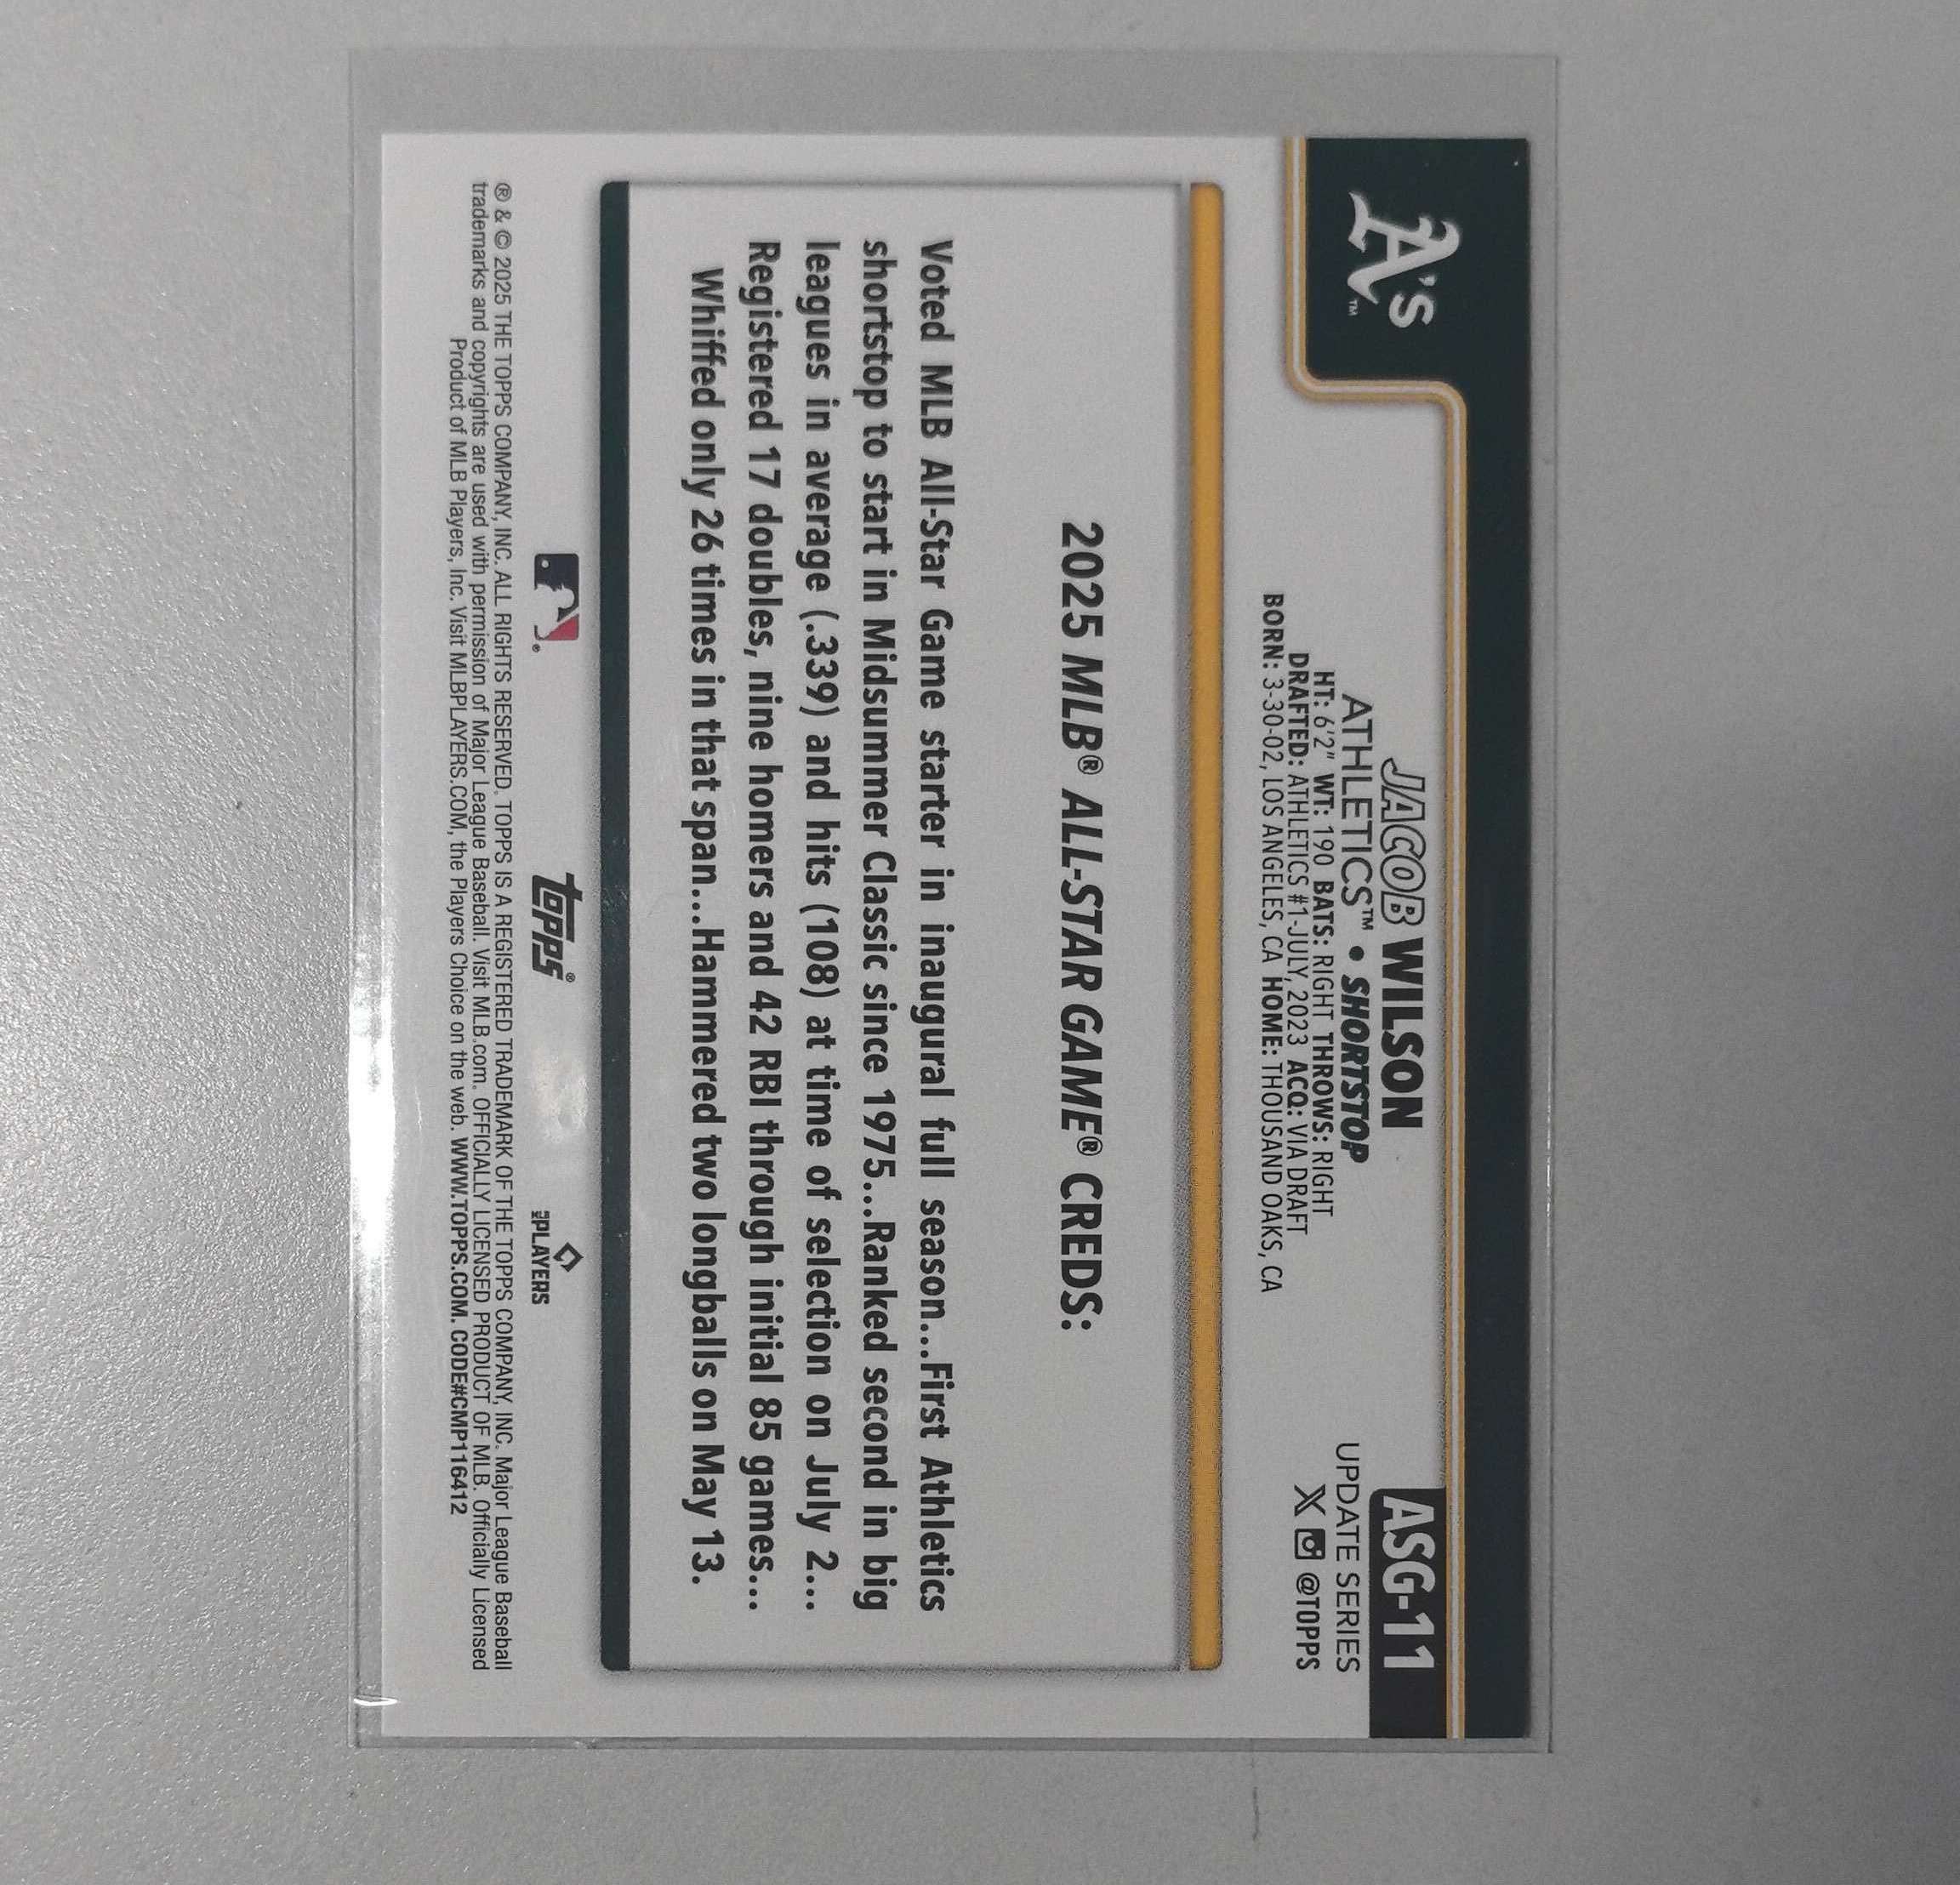 A's™
JACOB WILSON
ATHLETICS™ • SHORTSTOP
HT: 6'2" WT: 190 BATS: RIGHT THROWS: RIGHT
DRAFTED: ATHLETICS #1-JULY, 2023 ACQ: VIA DRAFT
BORN: 3-30-02, LOS ANGELES, CA HOME: THOUSAND OAKS, CA
ASG-11
UPDATE SERIES
X @TOPPS
2025 MLB® ALL-STAR GAME® CREDS:
Voted MLB All-Star Game starter in inaugural full season...First Athletics
shortstop to start in Midsummer Classic since 1975...Ranked second in big
leagues in average (.339) and hits (108) at time of selection on July 2...
Registered 17 doubles, nine homers and 42 RBI through initial 85 games...
Whiffed only 26 times in that span...Hammered two longballs on May 13.
topps®
MLB PLAYERS
® & © 2025 THE TOPPS COMPANY, INC. ALL RIGHTS RESERVED. TOPPS IS A REGISTERED TRADEMARK OF THE TOPPS COMPANY, INC. Major League Baseball
trademarks and copyrights are used with permission of Major League Baseball. Visit MLB.com. OFFICIALLY LICENSED PRODUCT OF MLB. Officially Licensed
Product of MLB Players, Inc. Visit MLBPLAYERS.COM, the Players Choice on the web. WWW.TOPPS.COM. CODE#CMP116412